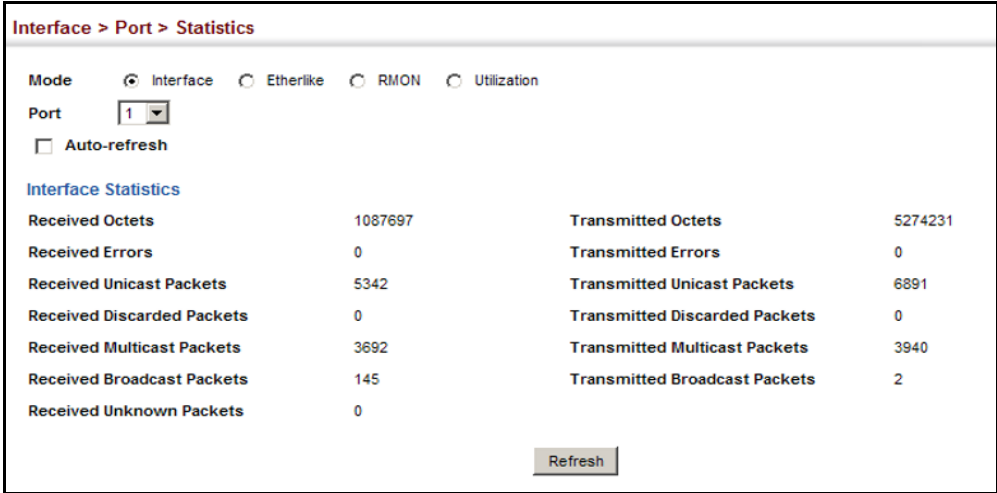 Interface > Port > Statistics
Mode Interface Etherlike RMON Utilization
Port 1
Auto-refresh
Interface Statistics
Received Octets 1087697 Transmitted Octets 5274231
Received Errors 0 Transmitted Errors 0
Received Unicast Packets 5342 Transmitted Unicast Packets 6891
Received Discarded Packets 0 Transmitted Discarded Packets 0
Received Multicast Packets 3692 Transmitted Multicast Packets 3940
Received Broadcast Packets 145 Transmitted Broadcast Packets 2
Received Unknown Packets 0
Refresh